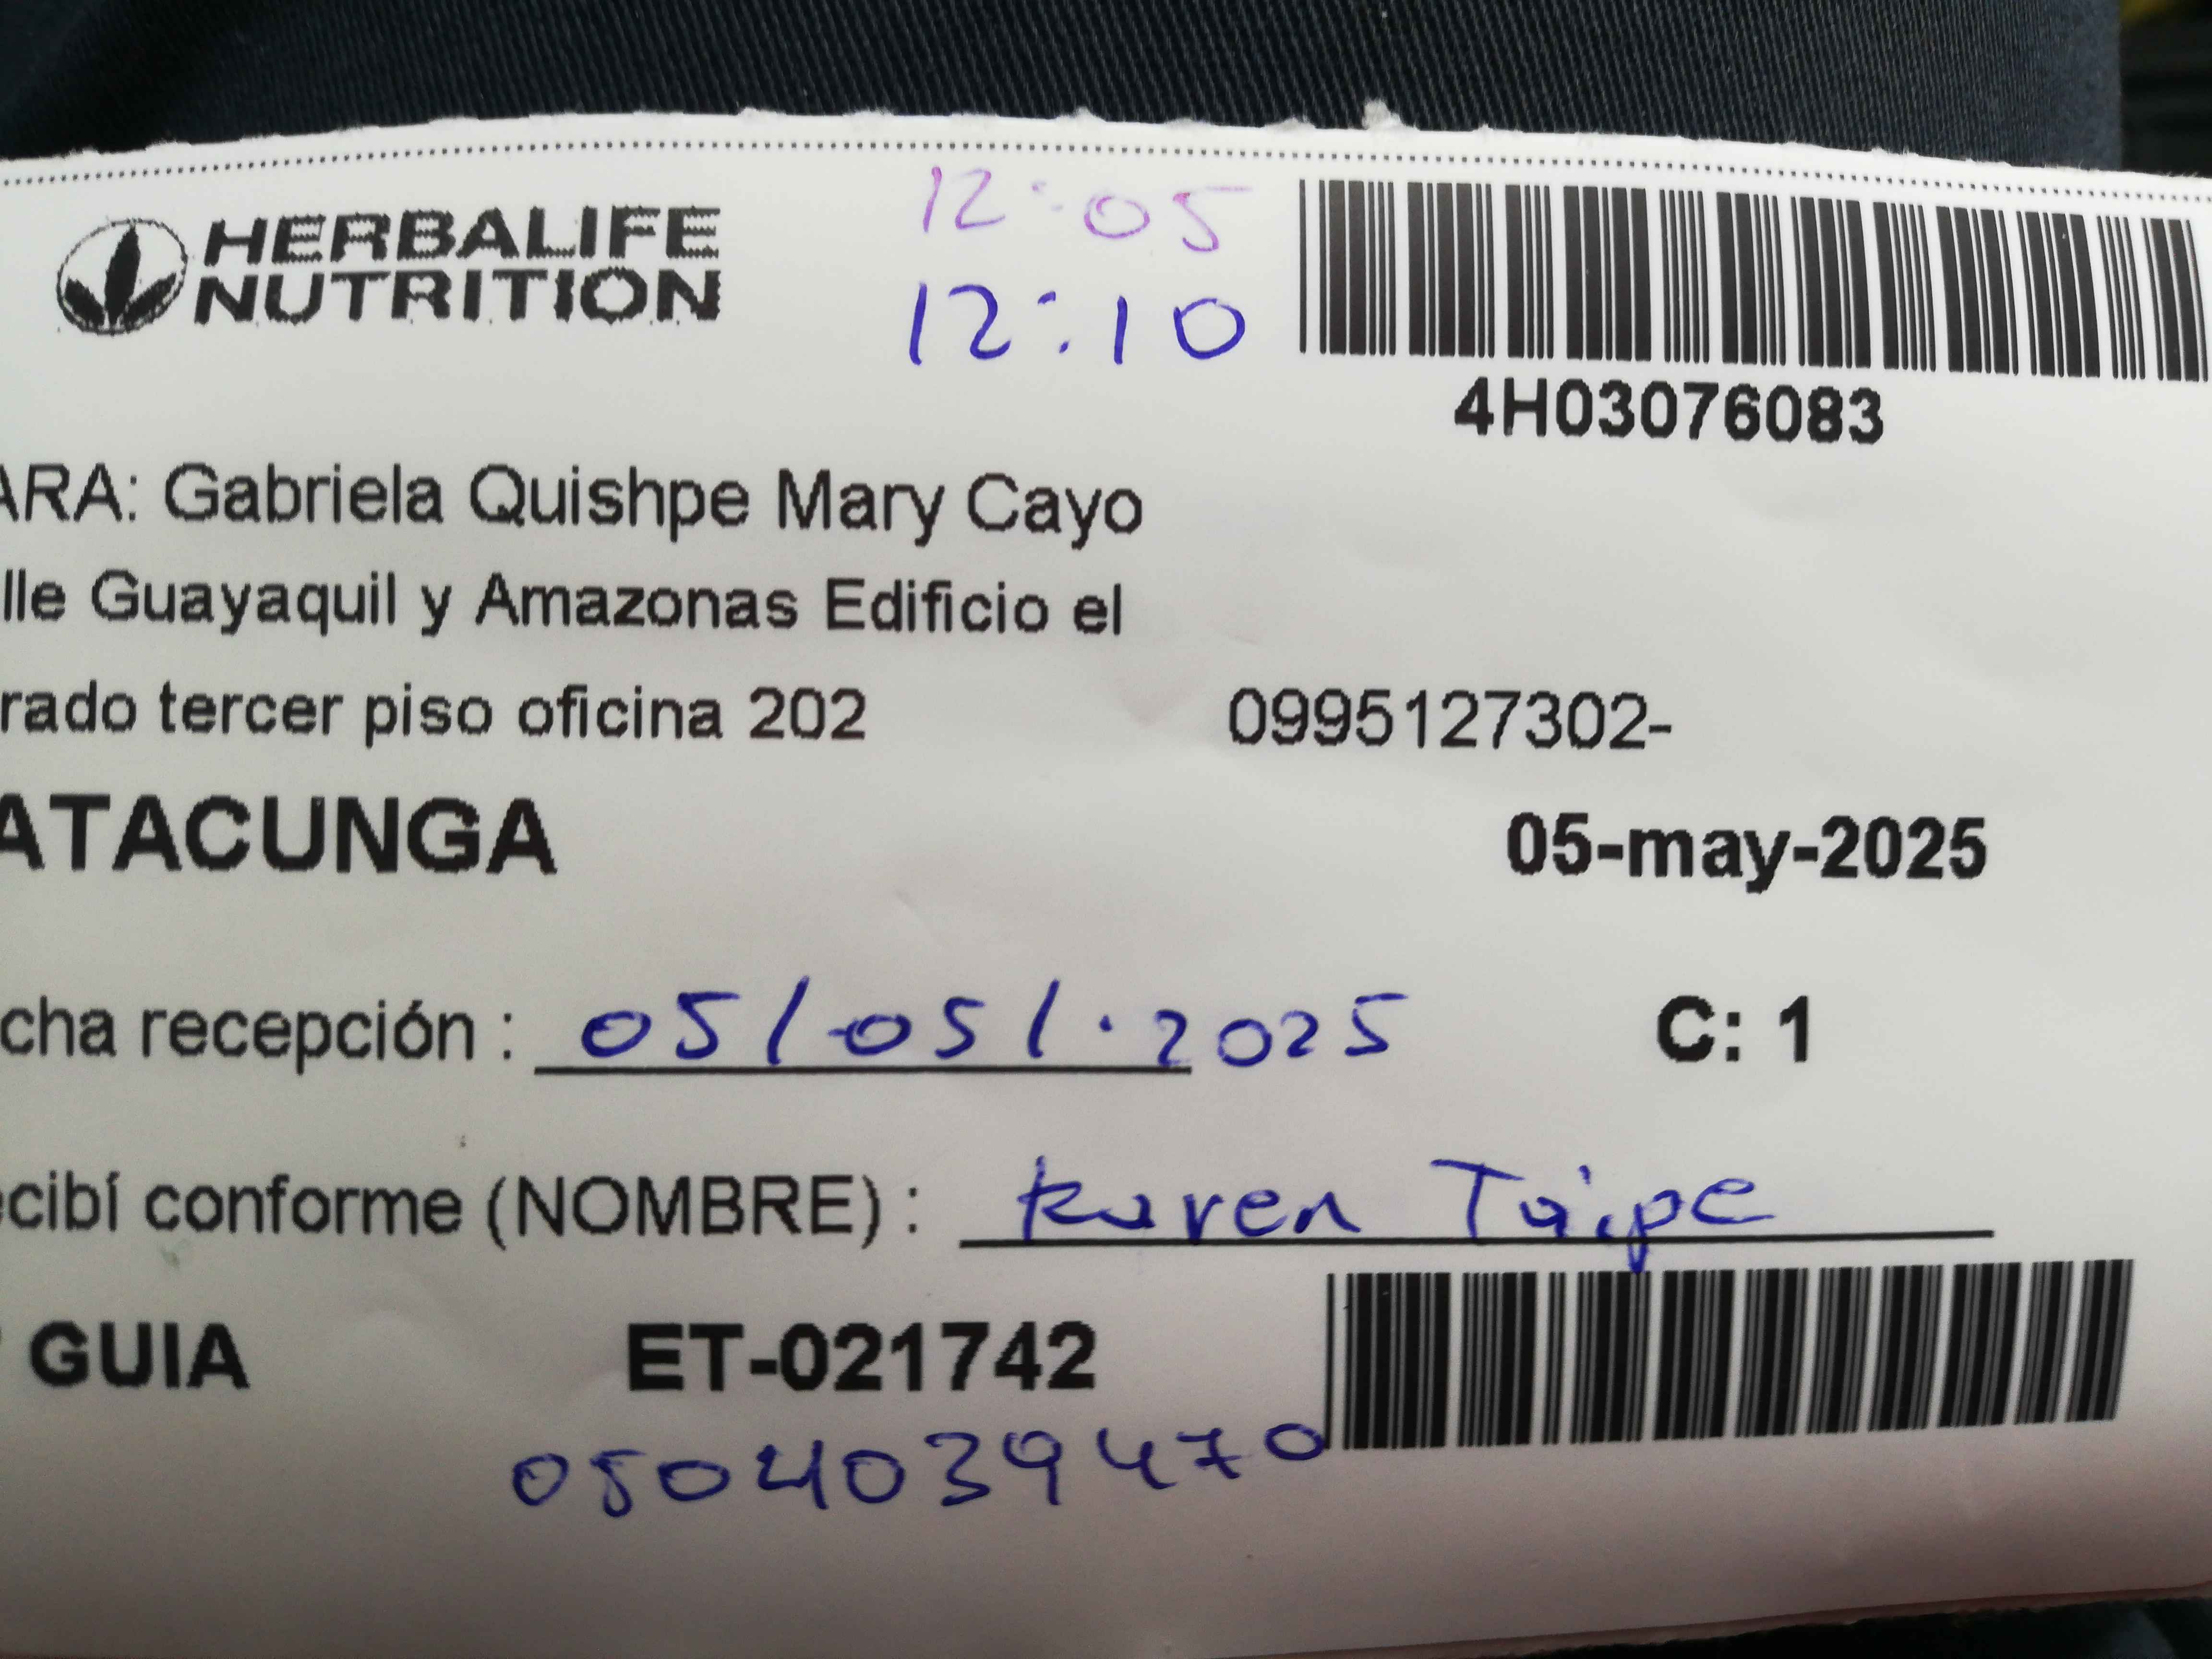 HERBALIFE
NUTRITION
12:05
12:10
4H03076083
ARA: Gabriela Quishpe Mary Cayo
lle Guayaquil y Amazonas Edificio el
rado tercer piso oficina 202 0995127302-
ATACUNGA 05-may-2025
cha recepción : 05/05/.2025 C: 1
ecibí conforme (NOMBRE) : Karen Taipe
GUIA ET-021742
0504039470